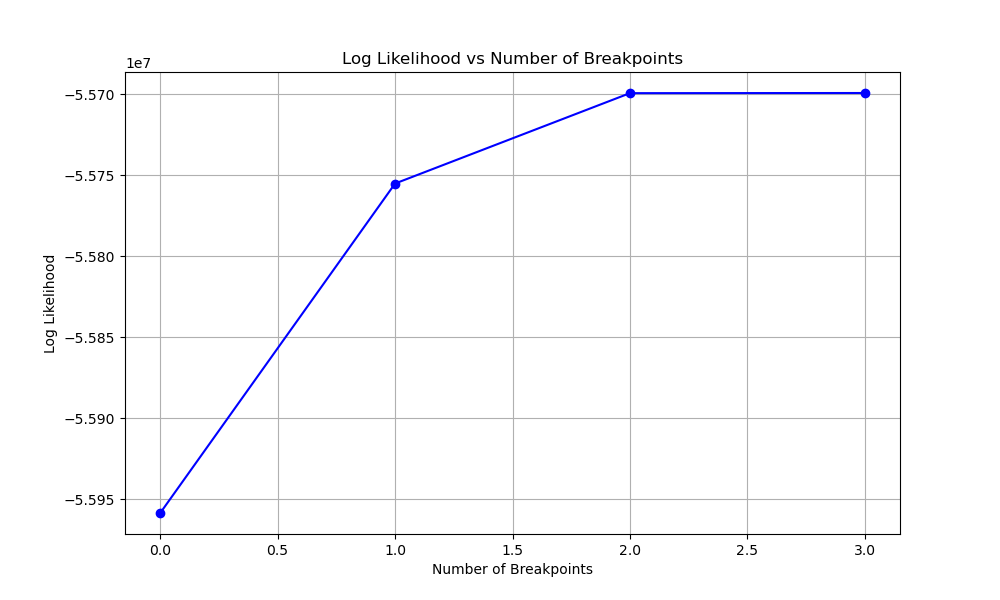 Log Likelihood vs Number of Breakpoints
1e7
−5.570
−5.575
−5.580
−5.585
−5.590
−5.595
Log Likelihood
0.0 0.5 1.0 1.5 2.0 2.5 3.0
Number of Breakpoints